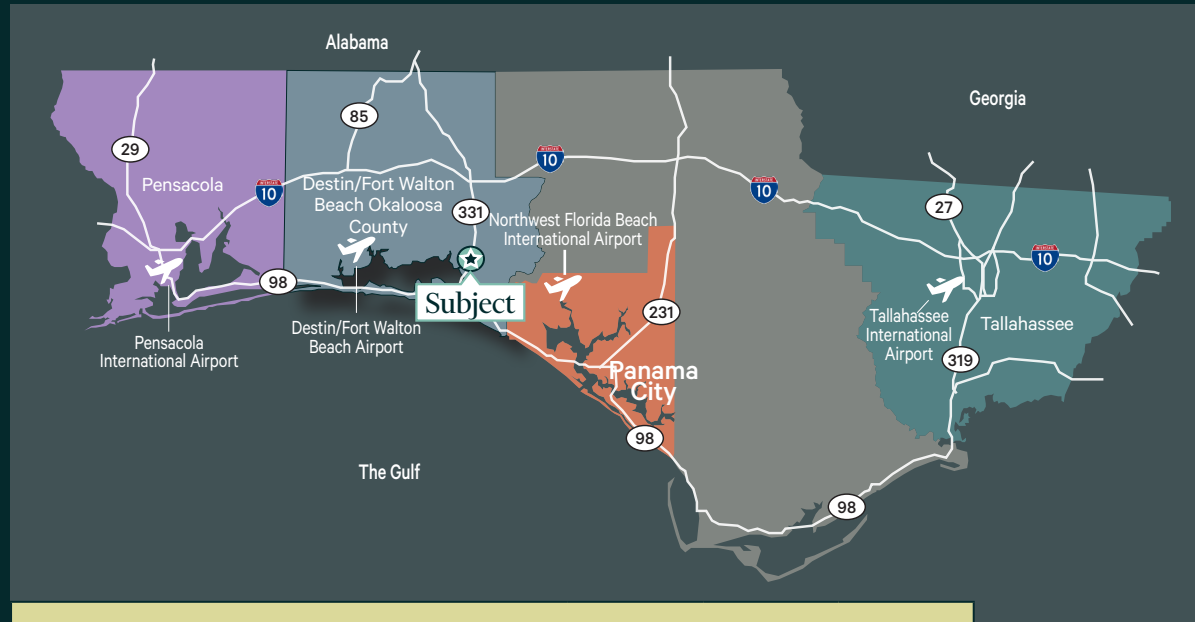 Alabama
Georgia
85
29
10
10
10
Pensacola
Destin/Fort Walton
Beach Okaloosa
County
331
27
Northwest Florida Beach
International Airport
10
98
Subject
231
Tallahassee
International
Airport
Tallahassee
Destin/Fort Walton
Beach Airport
Pensacola
International Airport
319
Panama
City
98
The Gulf
98